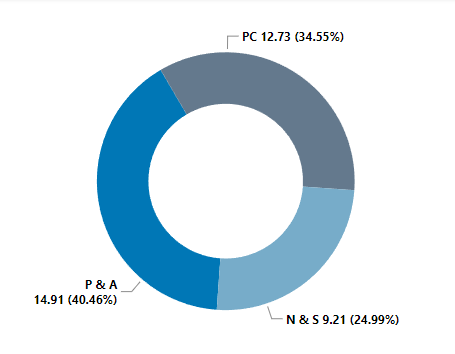 PC 12.73 (34.55%)
P & A
14.91 (40.46%)
N & S 9.21 (24.99%)